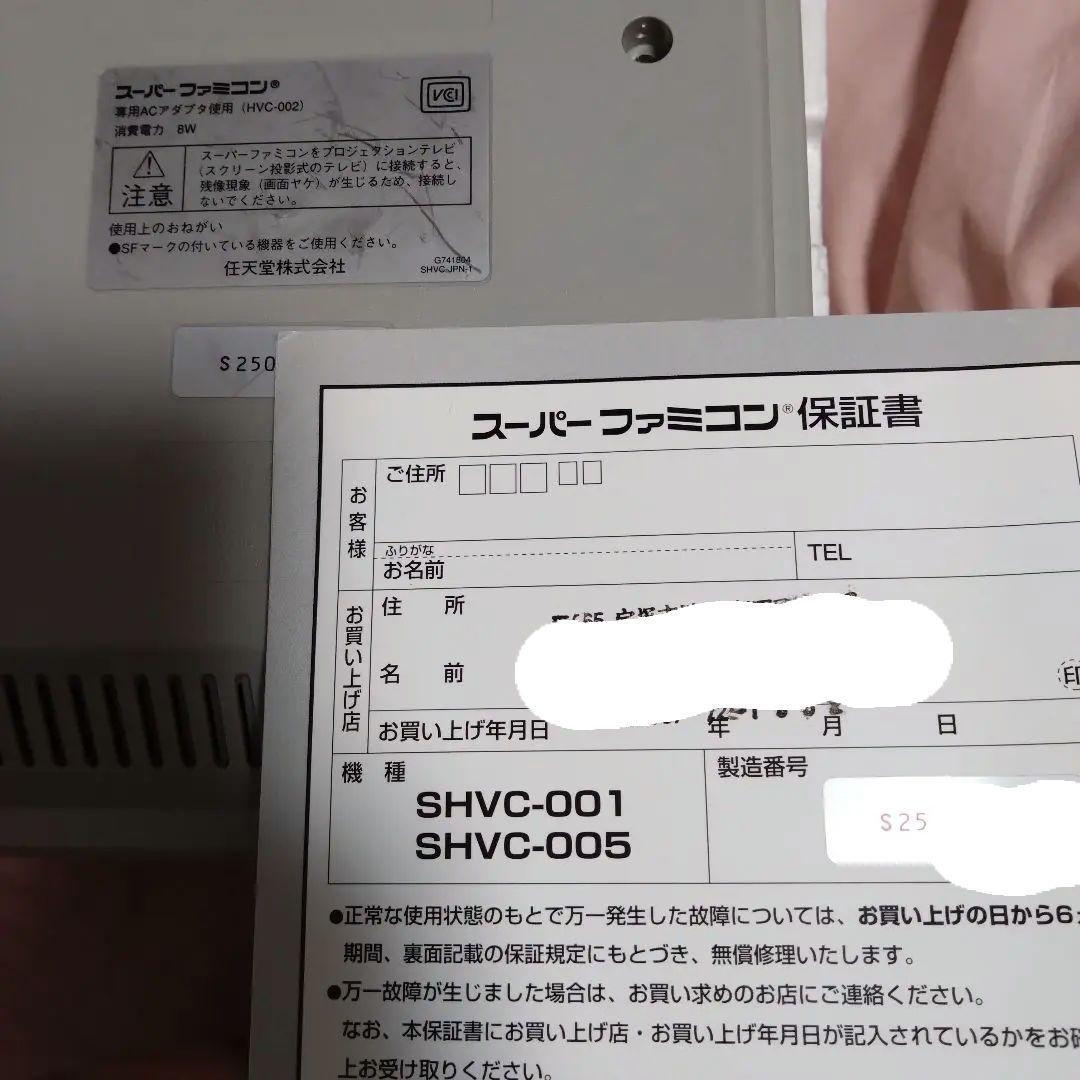 スーパーファミコン®
専用ACアダプタ使用（HVC-002）
消費電力 8W
VCI
注意
スーパーファミコンをプロジェクションテレビ
（スクリーン投影式のテレビ）に接続すると、
残像現象（画面ヤケ）が生じるため、接続し
ないでください。
使用上のおねがい
●SFマークの付いている機器をご使用ください。
任天堂株式会社
G741804
SHVC-JPN-1
S250
スーパーファミコン®保証書
お客様
ご住所
ふりがな
お名前
TEL
お買い上げ店
住 所
名 前
印
お買い上げ年月日
年 月 日
機 種
SHVC-001
SHVC-005
製造番号
S25
●正常な使用状態のもとで万一発生した故障については、お買い上げの日から6
期間、裏面記載の保証規定にもとづき、無償修理いたします。
●万一故障が生じました場合は、お買い求めのお店にご連絡ください。
なお、本保証書にお買い上げ店・お買い上げ年月日が記入されているかをお確
上お受け取りください。